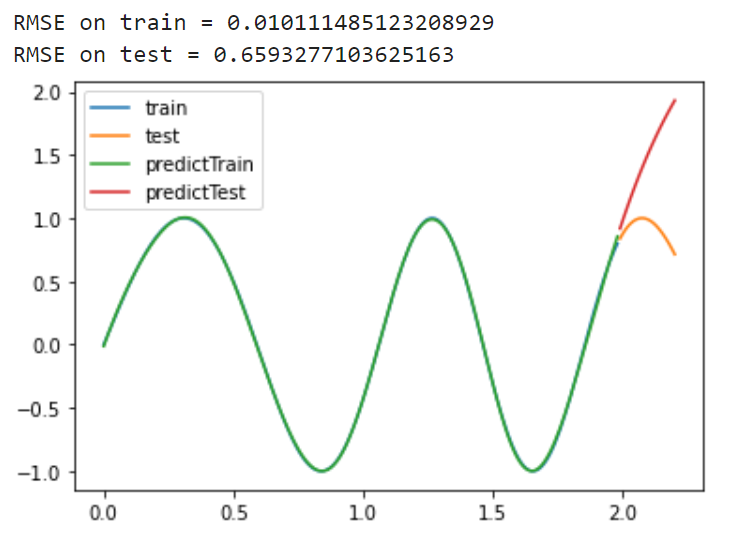 RMSE on train = 0.010111485123208929
RMSE on test = 0.6593277103625163
2.0
1.5
1.0
0.5
0.0
−0.5
−1.0
train
test
predictTrain
predictTest
0.0 0.5 1.0 1.5 2.0